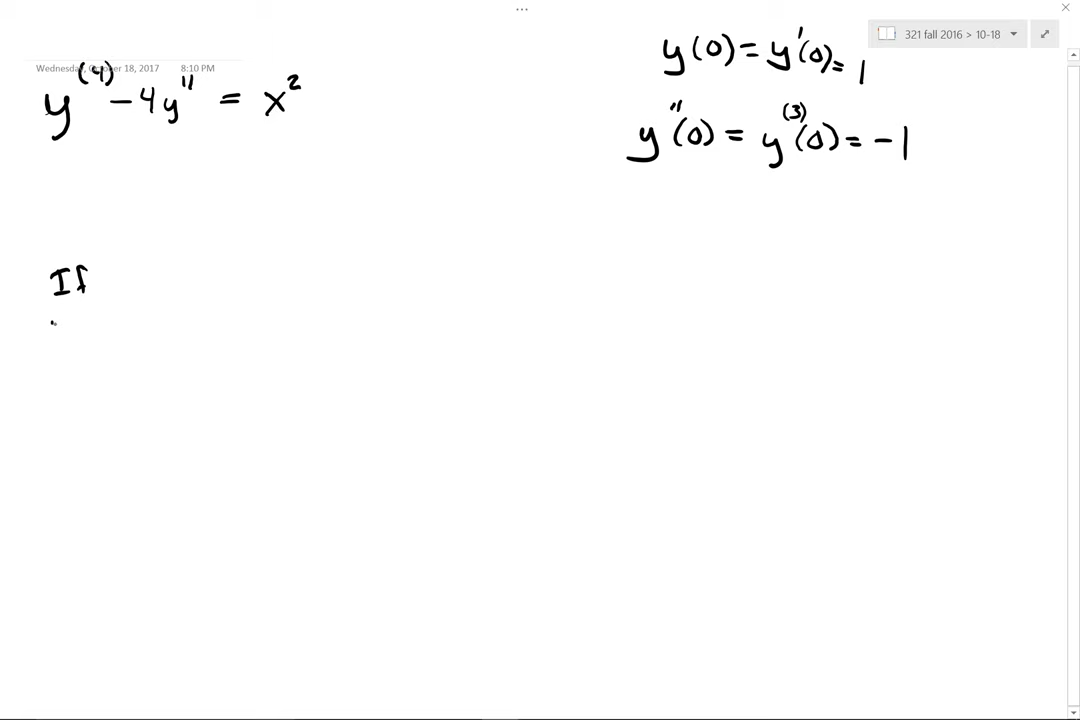 ...
321 fall 2016 > 10-18
y(0) = y'(0) = 1
Wednesday, October 18, 2017 8:10 PM
y⁽⁴⁾ - 4y'' = x²
y''(0) = y⁽³⁾(0) = -1
If